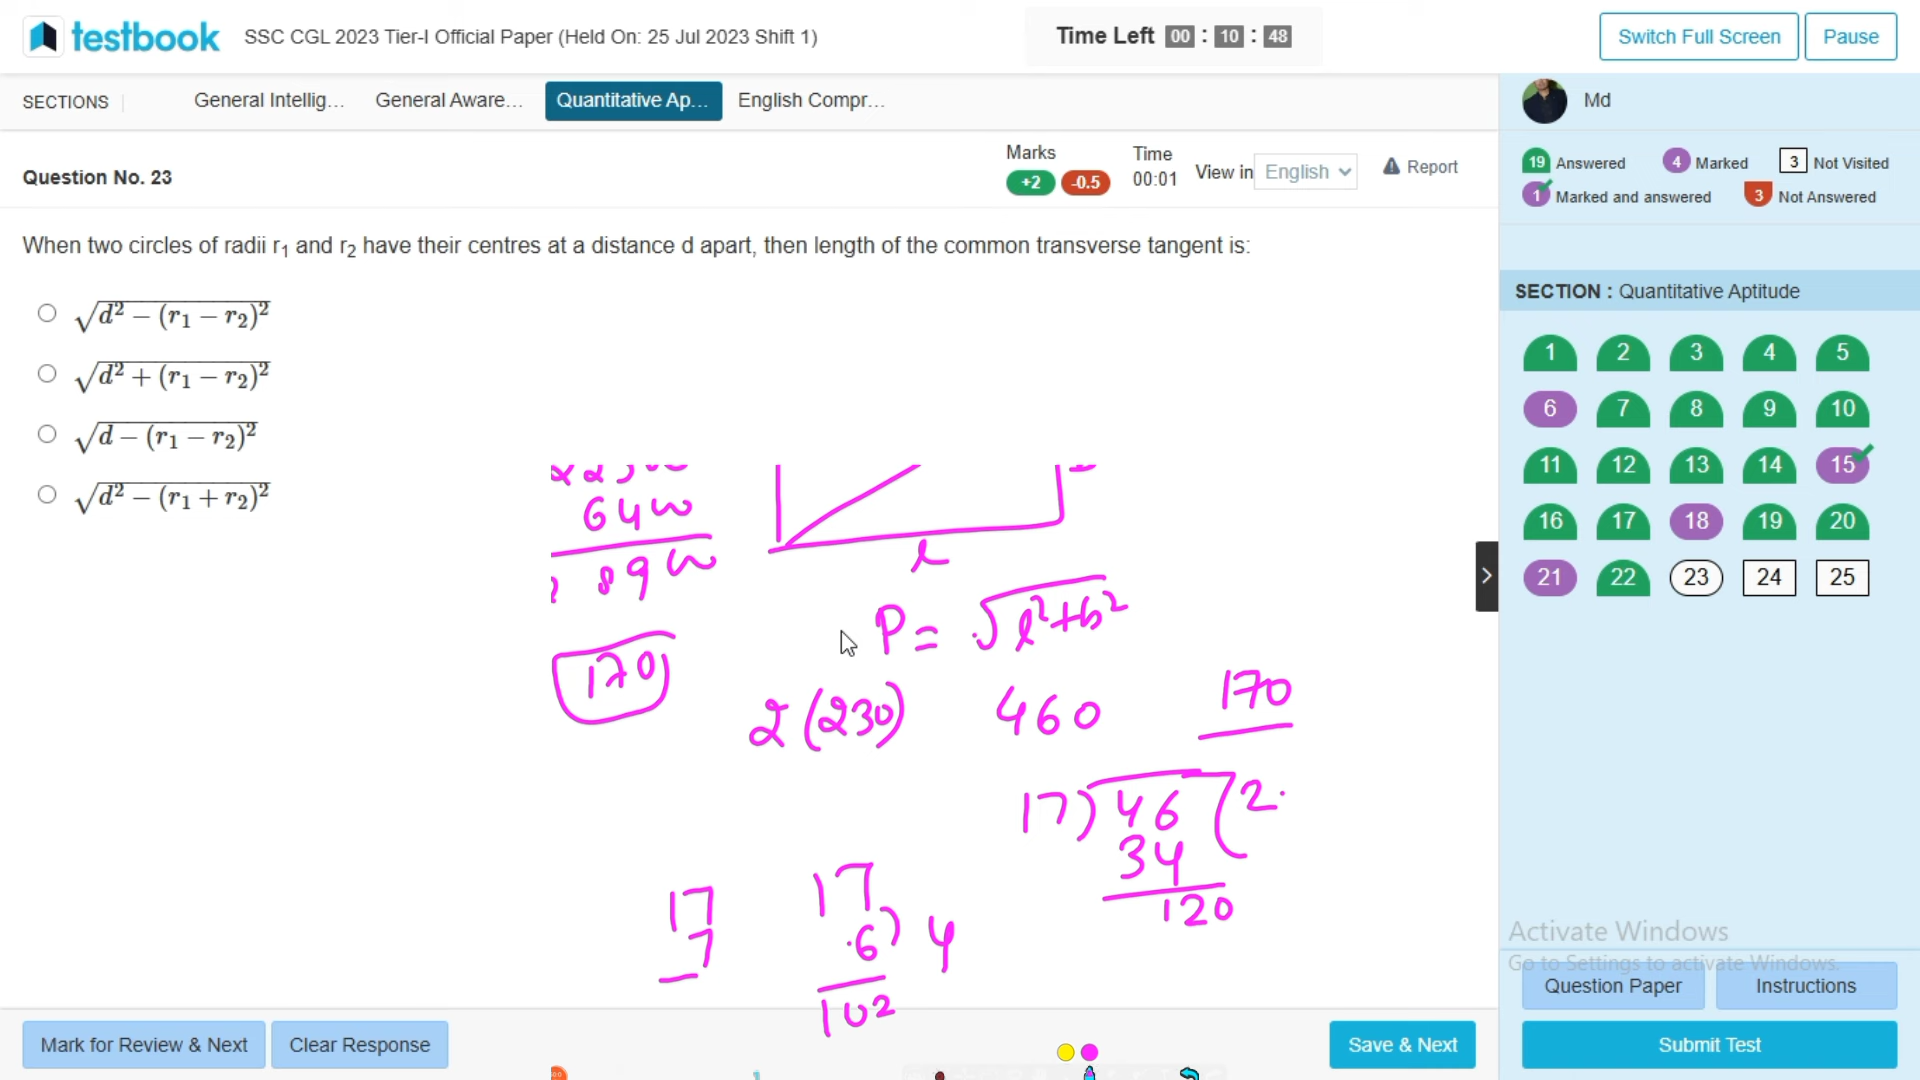 testbook SSC CGL 2023 Tier-I Official Paper (Held On: 25 Jul 2023 Shift 1) Time Left 00 : 10 : 48 Switch Full Screen Pause
SECTIONS General Intellig... General Aware... Quantitative Ap... English Compr...
Md
Question No. 23
Marks +2 -0.5
Time 00:01
View in English
Report
19 Answered 4 Marked 3 Not Visited
1 Marked and answered 3 Not Answered
When two circles of radii r₁ and r₂ have their centres at a distance d apart, then length of the common transverse tangent is:
√(d² − (r₁ − r₂)²)
√(d² + (r₁ − r₂)²)
√(d − (r₁ − r₂)²)
√(d² − (r₁ + r₂)²)
SECTION : Quantitative Aptitude
1 2 3 4 5
6 7 8 9 10
11 12 13 14 15
16 17 18 19 20
21 22 23 24 25
l
P = √(l²+b²)
170
2(230) 460 170
17) 46 (2.
34
120
17
7
17
.6) 4
102
Activate Windows
Go to Settings to activate Windows.
Question Paper Instructions
Mark for Review & Next Clear Response Save & Next Submit Test